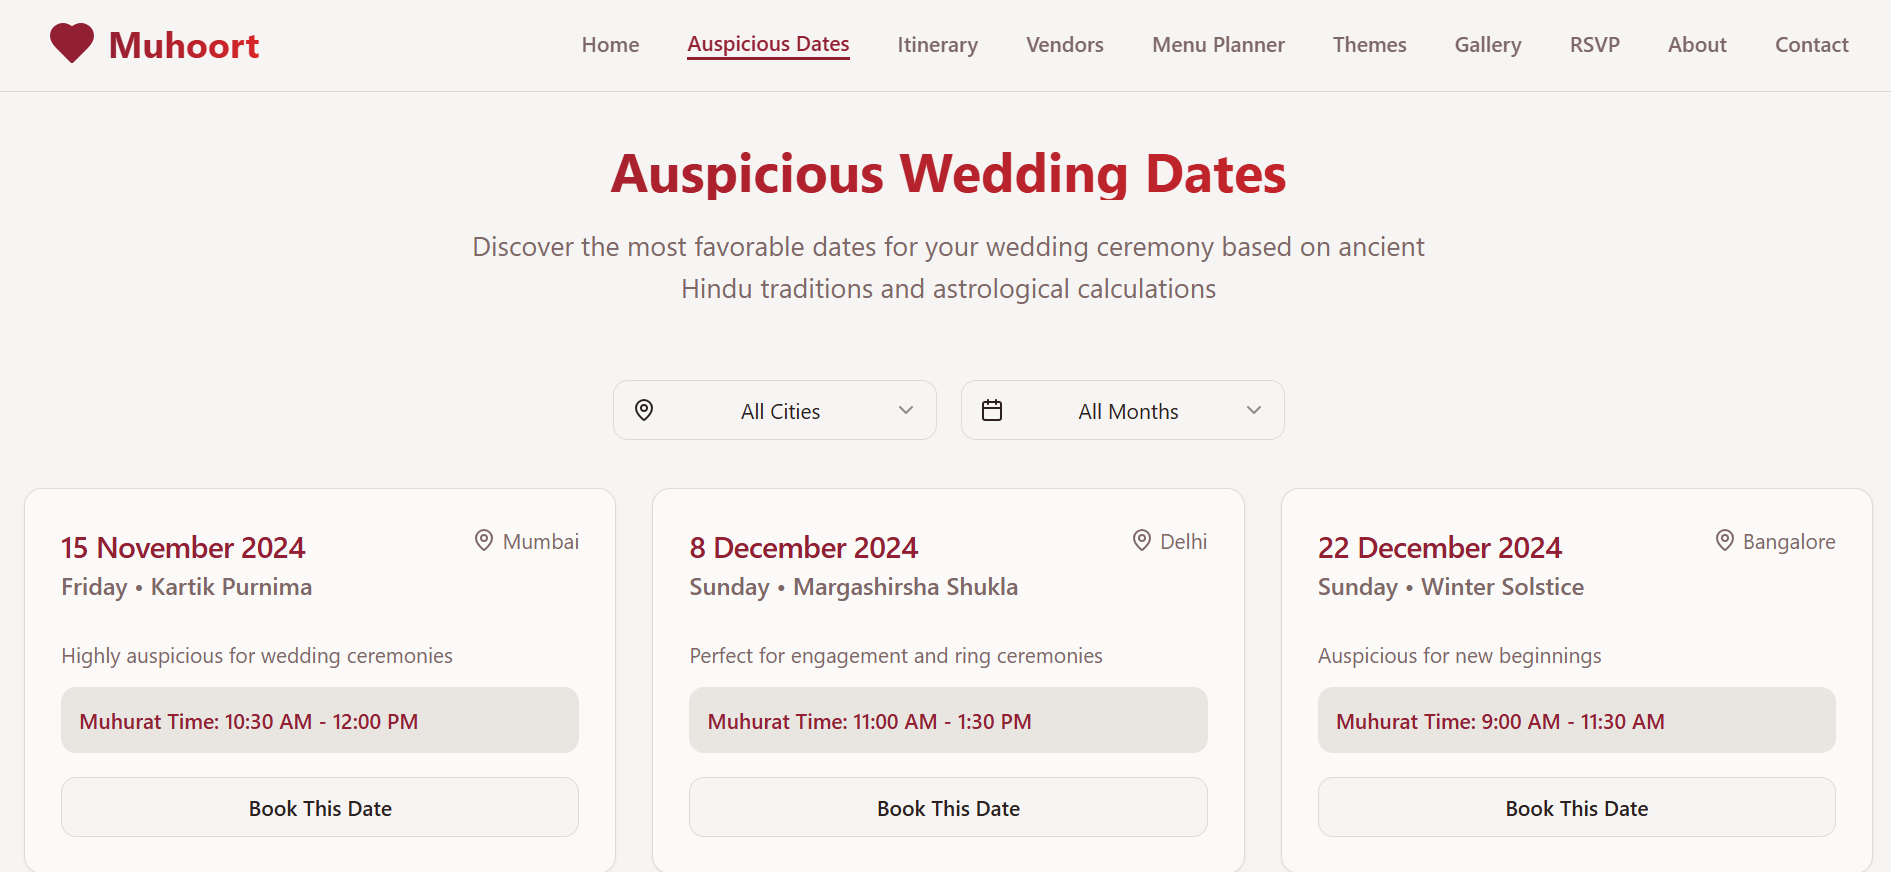 Muhoort
Home Auspicious Dates Itinerary Vendors Menu Planner Themes Gallery RSVP About Contact
Auspicious Wedding Dates
Discover the most favorable dates for your wedding ceremony based on ancient
Hindu traditions and astrological calculations
All Cities
All Months
15 November 2024
Mumbai
Friday • Kartik Purnima
Highly auspicious for wedding ceremonies
Muhurat Time: 10:30 AM - 12:00 PM
Book This Date
8 December 2024
Delhi
Sunday • Margashirsha Shukla
Perfect for engagement and ring ceremonies
Muhurat Time: 11:00 AM - 1:30 PM
Book This Date
22 December 2024
Bangalore
Sunday • Winter Solstice
Auspicious for new beginnings
Muhurat Time: 9:00 AM - 11:30 AM
Book This Date